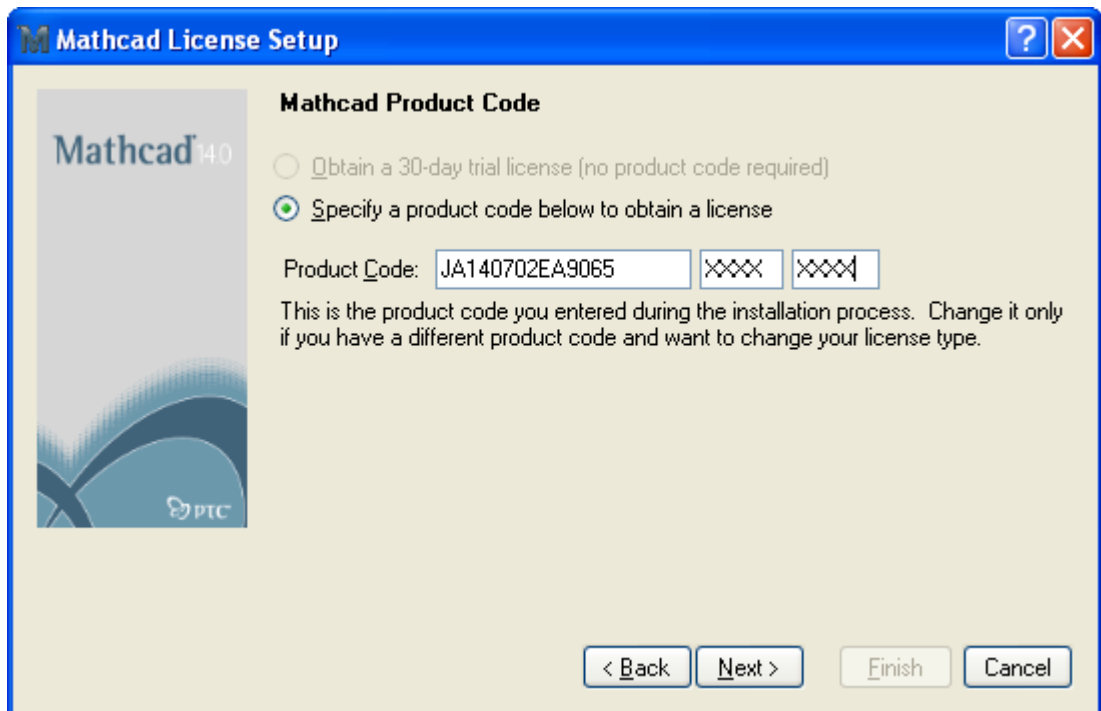 Mathcad License Setup
Mathcad Product Code
Mathcad 14.0
Obtain a 30-day trial license (no product code required)
Specify a product code below to obtain a license
Product Code: JA140702EA9065 XXXX XXXX
This is the product code you entered during the installation process. Change it only
if you have a different product code and want to change your license type.
PTC
< Back Next > Finish Cancel